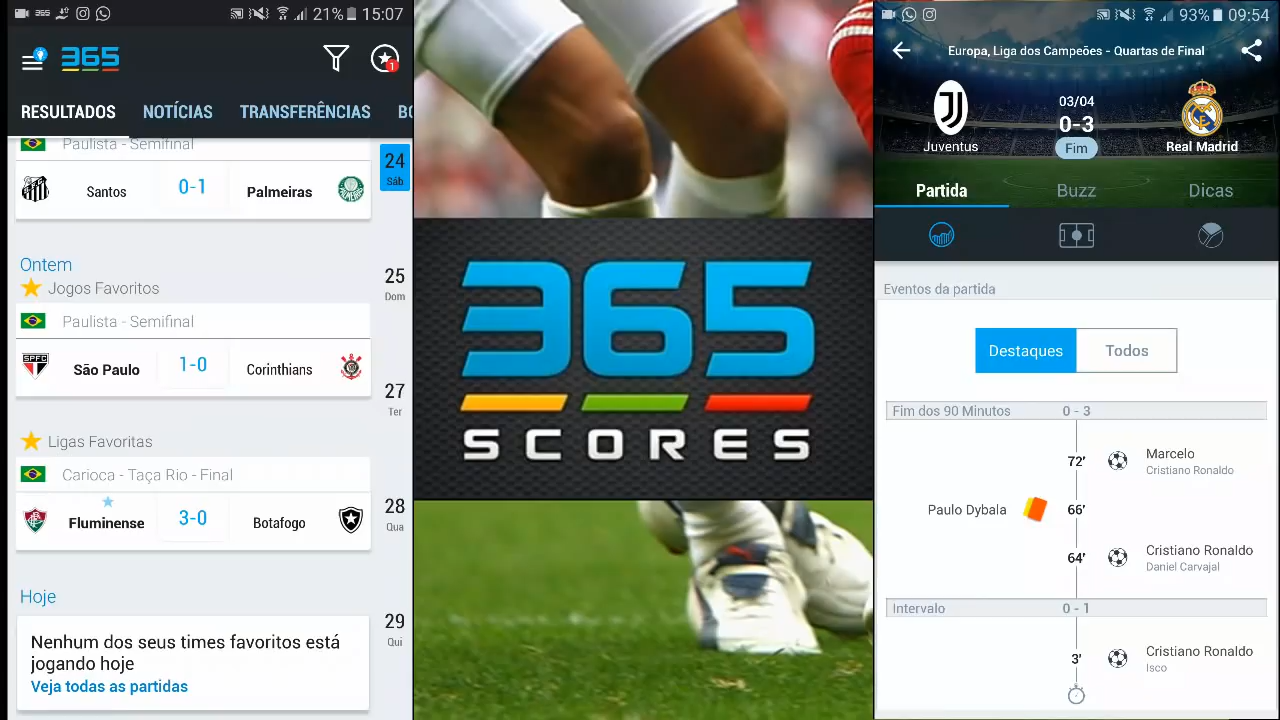 365
21% 15:07
365
1
RESULTADOS NOTÍCIAS TRANSFERÊNCIAS BO
Paulista - Semifinal
24
Sáb
Santos 0-1 Palmeiras
Ontem
25
Dom
Jogos Favoritos
Paulista - Semifinal
SPFC
São Paulo 1-0 Corinthians
27
Ter
Ligas Favoritas
Carioca - Taça Rio - Final
Fluminense 3-0 Botafogo
28
Qua
Hoje
29
Qui
Nenhum dos seus times favoritos está
jogando hoje
Veja todas as partidas
365
SCORES
93% 09:54
Europa, Liga dos Campeões - Quartas de Final
03/04
0-3
Fim
Juventus Real Madrid
Partida Buzz Dicas
Eventos da partida
Destaques Todos
Fim dos 90 Minutos 0 - 3
72' Marcelo
Cristiano Ronaldo
Paulo Dybala 66'
64' Cristiano Ronaldo
Daniel Carvajal
Intervalo 0 - 1
3' Cristiano Ronaldo
Isco